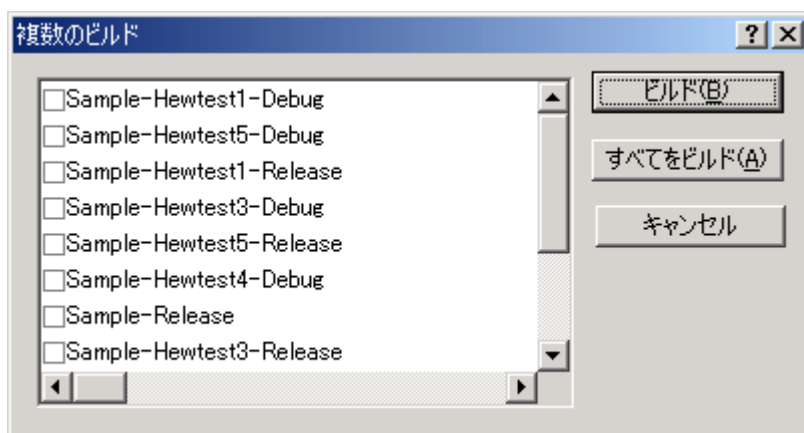 複数のビルド
Sample-Hewtest1-Debug
Sample-Hewtest5-Debug
Sample-Hewtest1-Release
Sample-Hewtest3-Debug
Sample-Hewtest5-Release
Sample-Hewtest4-Debug
Sample-Release
Sample-Hewtest3-Release
ビルド(B)
すべてをビルド(A)
キャンセル